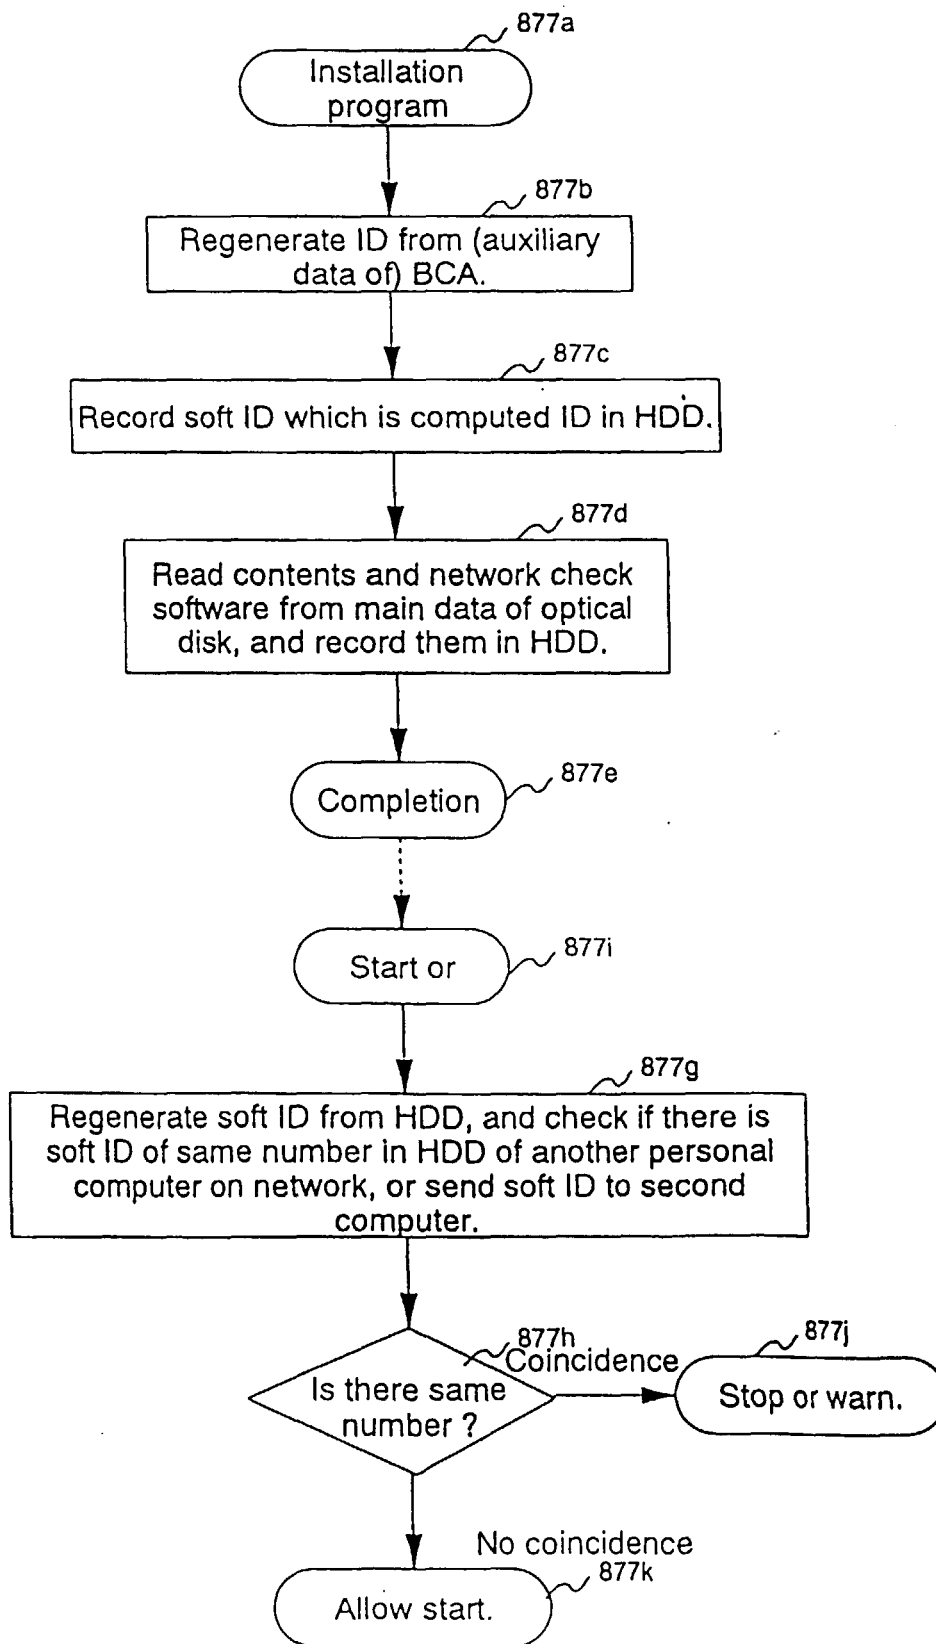 877a
Installation
program
877b
Regenerate ID from (auxiliary
data of) BCA.
877c
Record soft ID which is computed ID in HDD.
877d
Read contents and network check
software from main data of optical
disk, and record them in HDD.
877e
Completion
877i
Start or
877g
Regenerate soft ID from HDD, and check if there is
soft ID of same number in HDD of another personal
computer on network, or send soft ID to second
computer.
877h
Coincidence
877j
Is there same
number ?
Stop or warn.
No coincidence
877k
Allow start.